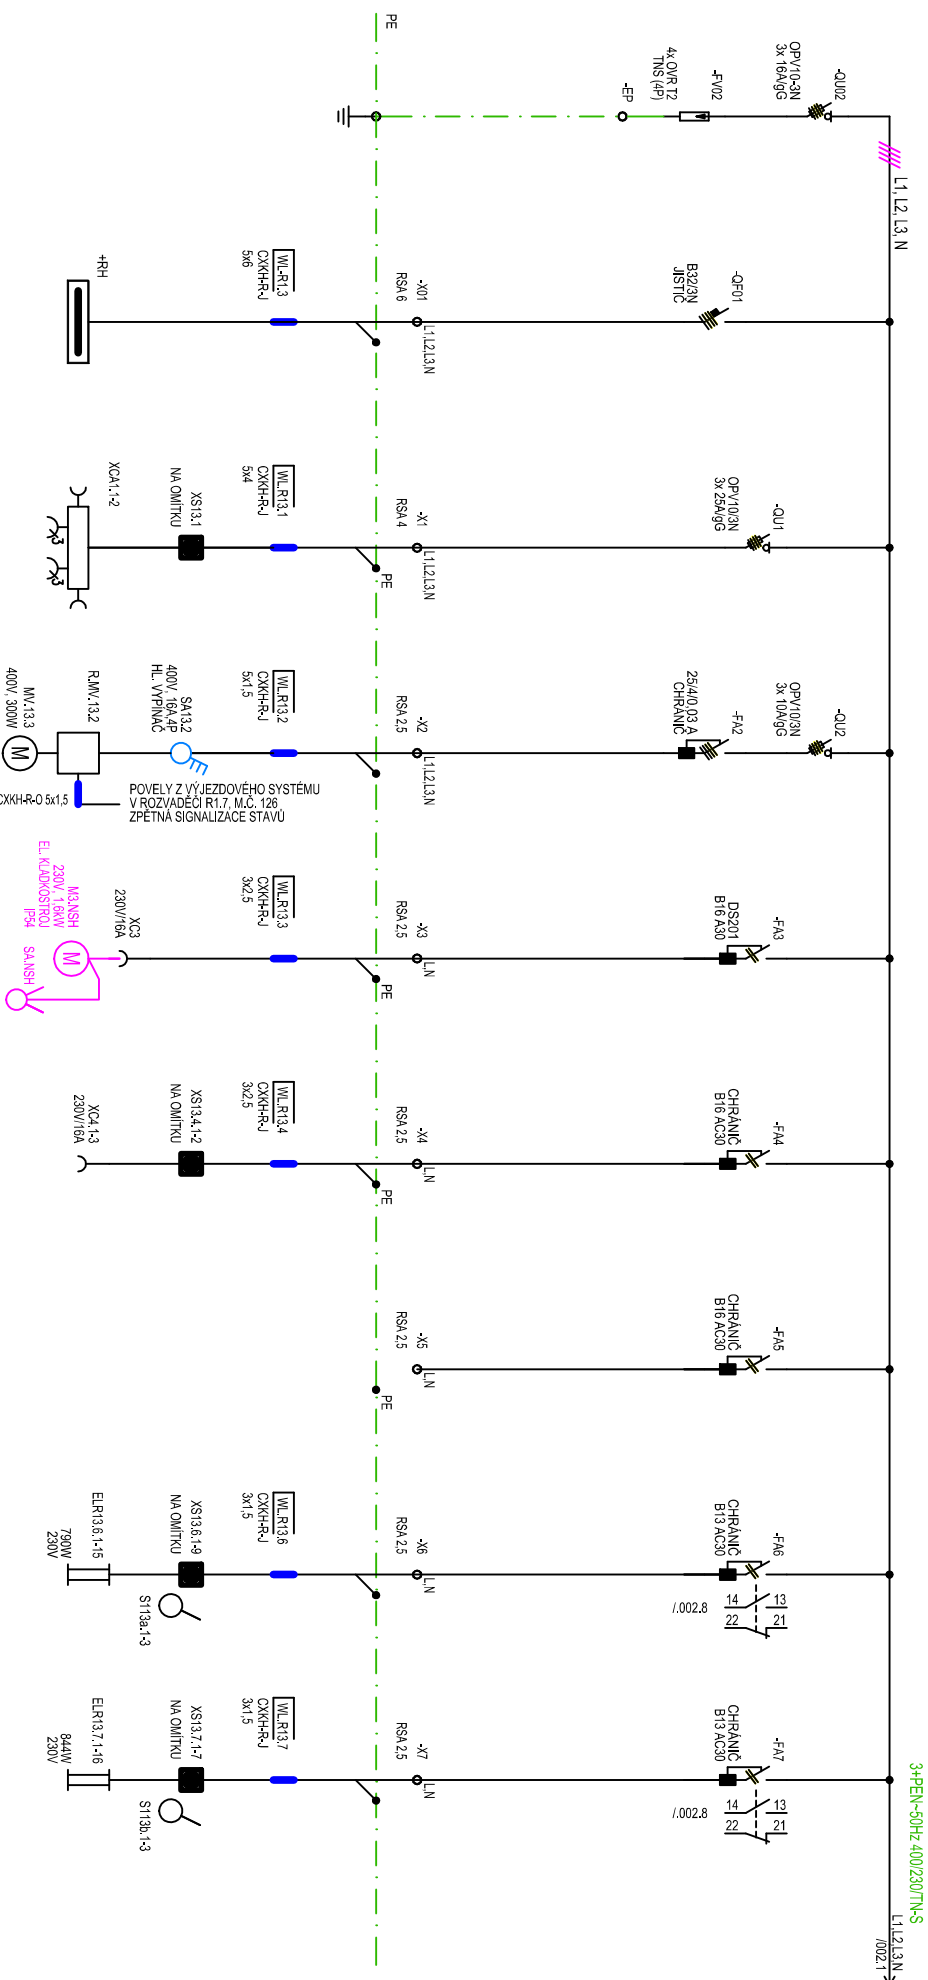 3+PEN~50Hz 400/230/TN-S
L1, L2, L3, N
L1,L2,L3,N
/002.1
-QU02
OPV10-3N
3x 16A/gG
-FV02
4x OVR T2
TNS (4P)
-EP
PE
-QF01
B32/3N
JISTIČ
-X01
L1,L2,L3,N
RSA 6
WL-R1.3
CXKH-R-J
5x6
+RH
-QU1
OPV10/3N
3x 25A/gG
-X1
L1,L2,L3,N
RSA 4
PE
WL.R13.1
CXKH-R-J
5x4
XS13.1
NA OMÍTKU
XCA1.1-2
x3
x3
-QU2
OPV10/3N
3x 10A/gG
-FA2
25/4/0,03 A
CHRÁNIČ
-X2
L1,L2,L3,N
RSA 2,5
WL.R13.2
CXKH-R-J
5x1,5
SA13.2
400V, 16A,4P
HL. VYPÍNAČ
R.MV.13.2
POVELY Z VÝJEZDOVÉHO SYSTÉMU
V ROZVADĚČI R1.7, M.Č. 126
ZPĚTNÁ SIGNALIZACE STAVŮ
CXKH-R-O 5x1,5
MV.13.3
400V, 300W
M
-FA3
DS201
B16 A30
-X3
L,N
RSA 2,5
PE
WL.R13.3
CXKH-R-J
3x2,5
XC3
230V/16A
M3.NSH
230V, 1,6kW
EL. KLADKOSTROJ
IP54
M
SA.NSH
-FA4
CHRÁNIČ
B16 AC30
-X4
L,N
RSA 2,5
PE
WL.R13.4
CXKH-R-J
3x2,5
XS13.4.1-2
NA OMÍTKU
XC4.1-3
230V/16A
-FA5
CHRÁNIČ
B16 AC30
-X5
L,N
RSA 2,5
PE
-FA6
CHRÁNIČ
B13 AC30
13
14
21
22
/.002.8
-X6
L,N
RSA 2,5
WL.R13.6
CXKH-R-J
3x1,5
XS13.6.1-9
NA OMÍTKU
S113a.1-3
ELR13.6.1-15
790W
230V
-FA7
CHRÁNIČ
B13 AC30
13
14
21
22
/.002.8
-X7
L,N
RSA 2,5
WL.R13.7
CXKH-R-J
3x1,5
XS13.7.1-7
NA OMÍTKU
S113b.1-3
ELR13.7.1-16
844W
230V